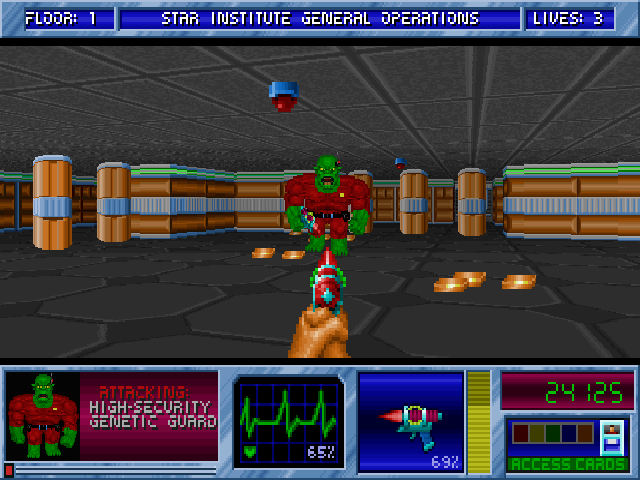 FLOOR: 1
STAR INSTITUTE GENERAL OPERATIONS
LIVES: 3
ATTACKING:
HIGH-SECURITY
GENETIC GUARD
65%
69%
24125
ACCESS CARDS